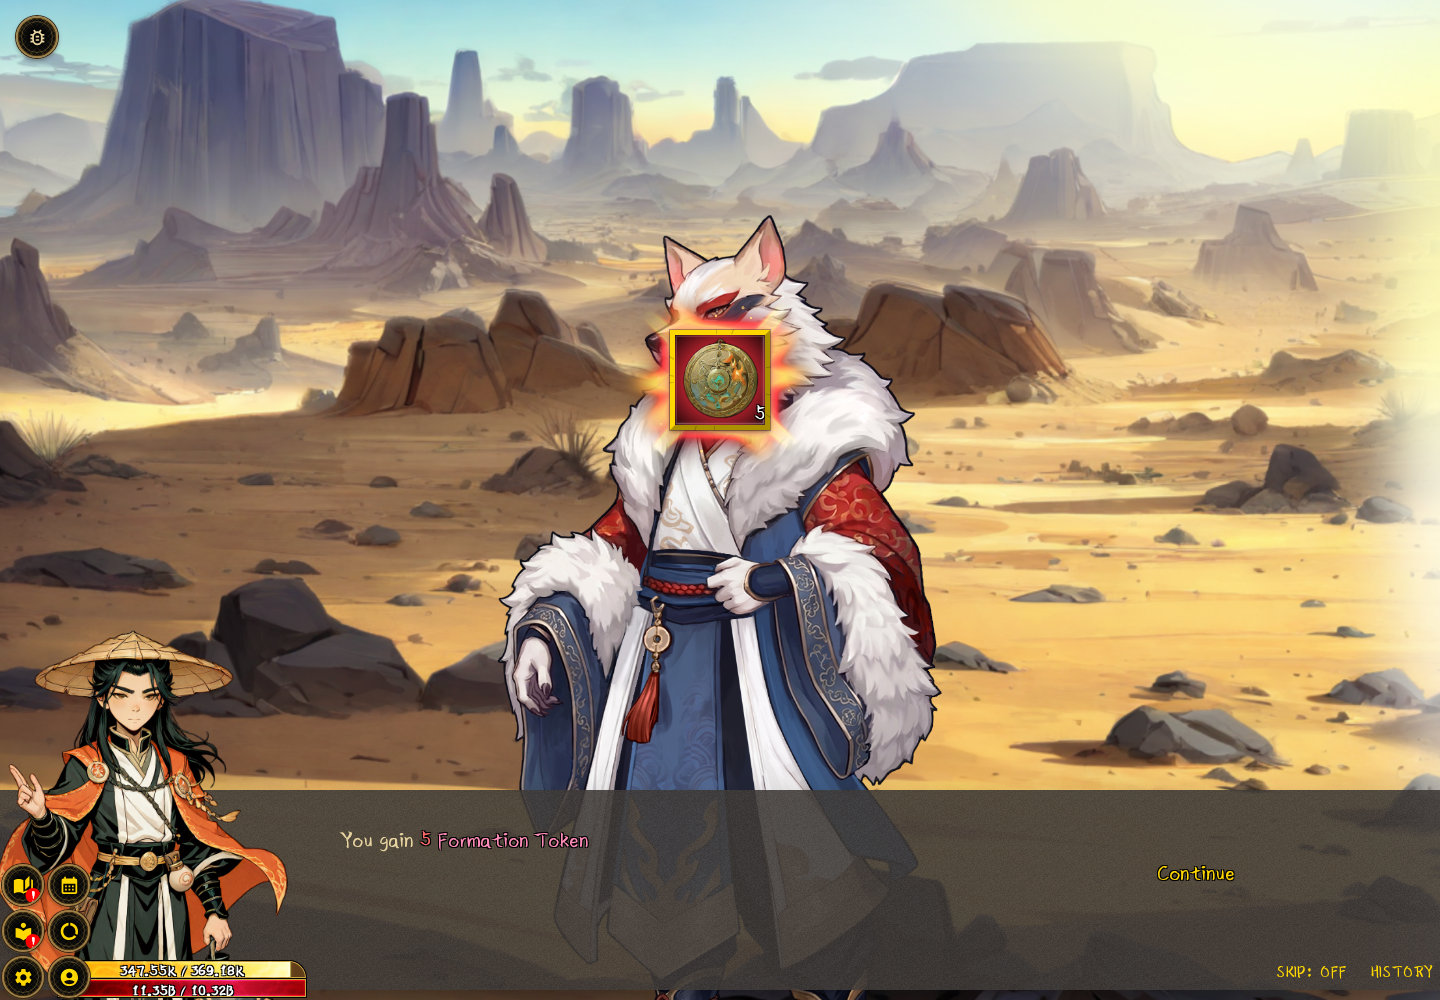 5
You gain 5 Formation Token
Continue
347.55k / 369.18k
11.35B / 10.32B
SKIP: OFF
HISTORY